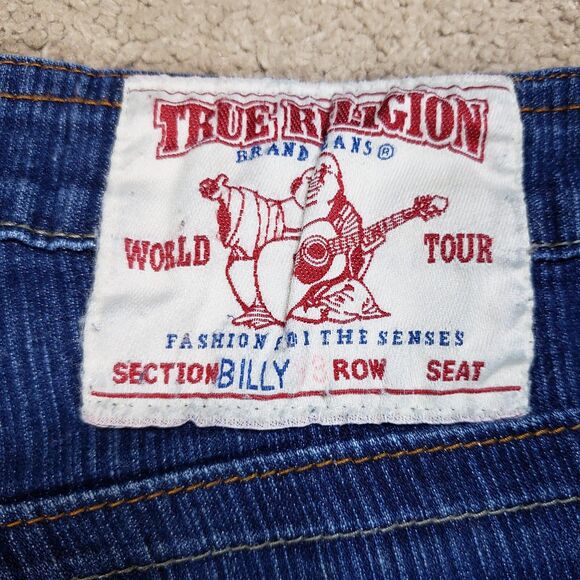 TRUE RELIGION
BRAND JEANS®
WORLD TOUR
FASHION FOR THE SENSES
SECTION BILLY ROW SEAT